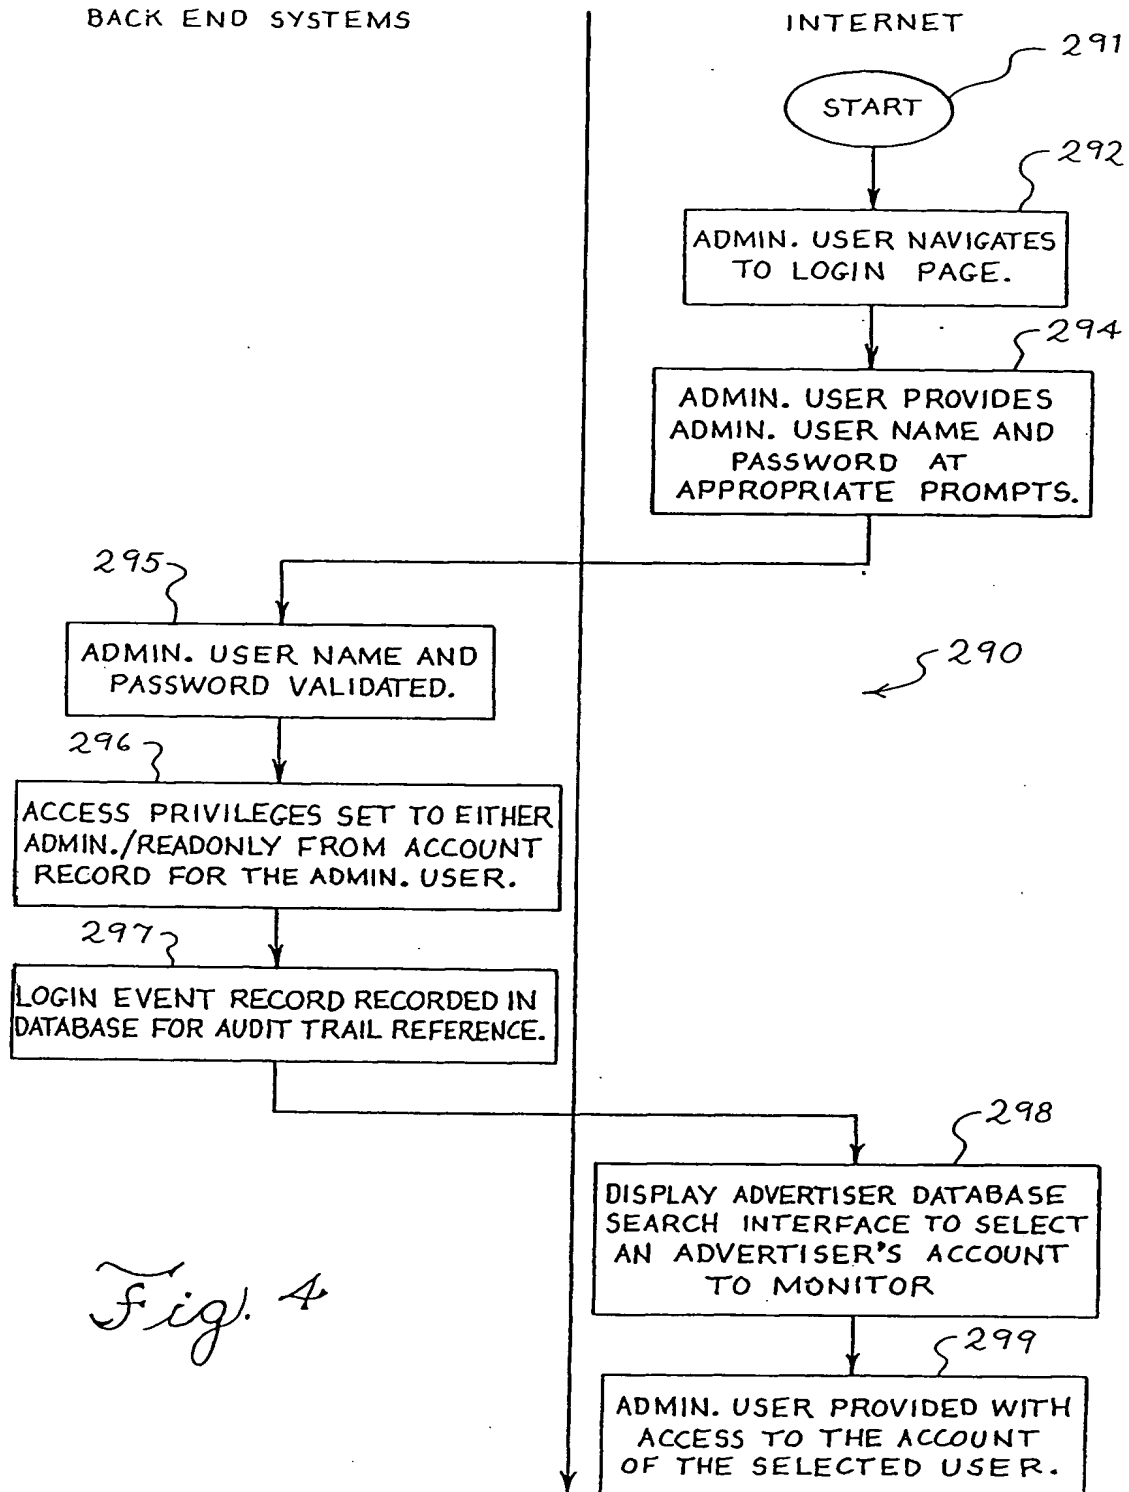 BACK END SYSTEMS
INTERNET
291
START
292
ADMIN. USER NAVIGATES
TO LOGIN PAGE.
294
ADMIN. USER PROVIDES
ADMIN. USER NAME AND
PASSWORD AT
APPROPRIATE PROMPTS.
295
ADMIN. USER NAME AND
PASSWORD VALIDATED.
290
296
ACCESS PRIVILEGES SET TO EITHER
ADMIN./READONLY FROM ACCOUNT
RECORD FOR THE ADMIN. USER.
297
LOGIN EVENT RECORD RECORDED IN
DATABASE FOR AUDIT TRAIL REFERENCE.
298
DISPLAY ADVERTISER DATABASE
SEARCH INTERFACE TO SELECT
AN ADVERTISER'S ACCOUNT
TO MONITOR
Fig. 4
299
ADMIN. USER PROVIDED WITH
ACCESS TO THE ACCOUNT
OF THE SELECTED USER.